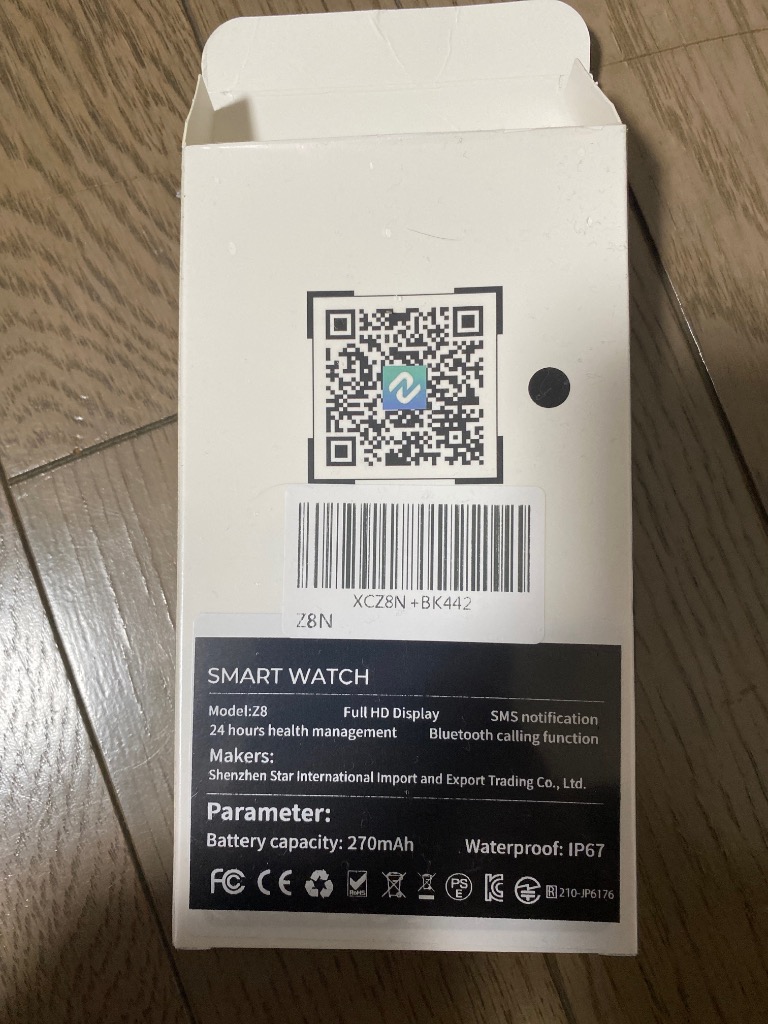 XCZ8N+BK442
Z8N
SMART WATCH
Model:Z8 Full HD Display SMS notification
24 hours health management Bluetooth calling function
Makers:
Shenzhen Star International Import and Export Trading Co., Ltd.
Parameter:
Battery capacity: 270mAh Waterproof: IP67
FC CE RoHS PS E KC R 210-JP6176